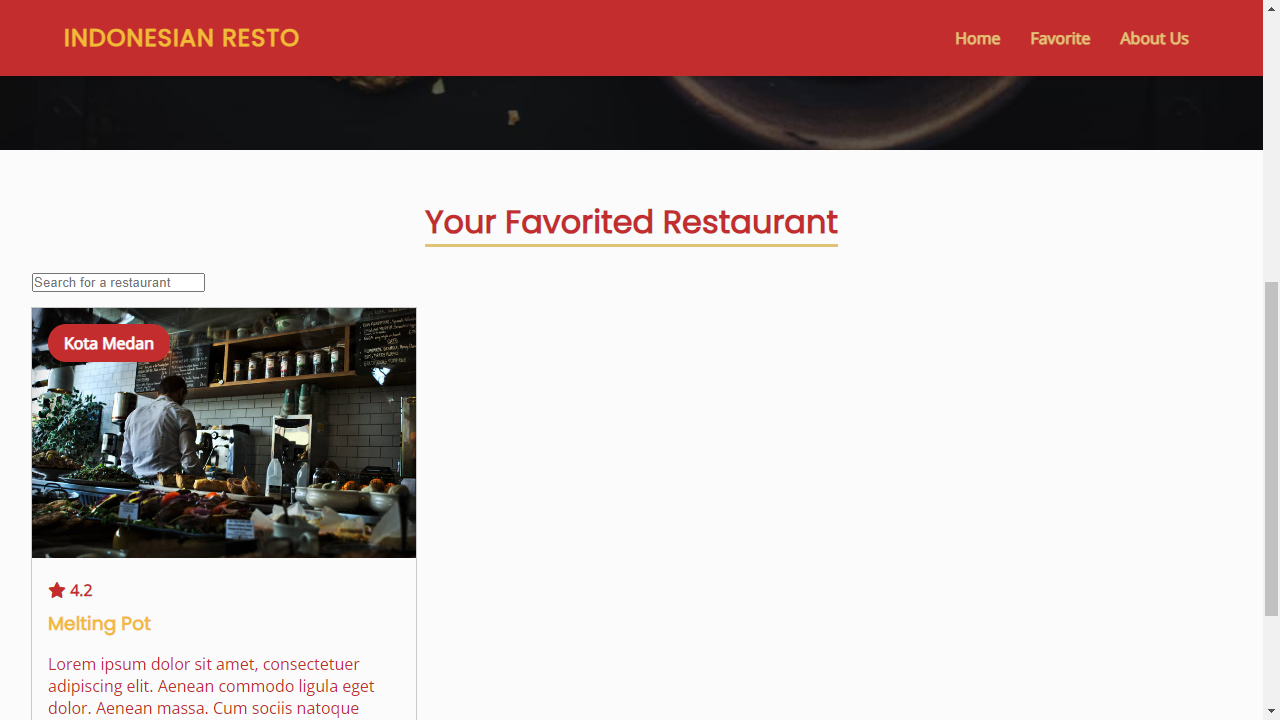 INDONESIAN RESTO
Home
Favorite
About Us
Your Favorited Restaurant
Search for a restaurant
Kota Medan
4.2
Melting Pot
Lorem ipsum dolor sit amet, consectetuer
adipiscing elit. Aenean commodo ligula eget
dolor. Aenean massa. Cum sociis natoque